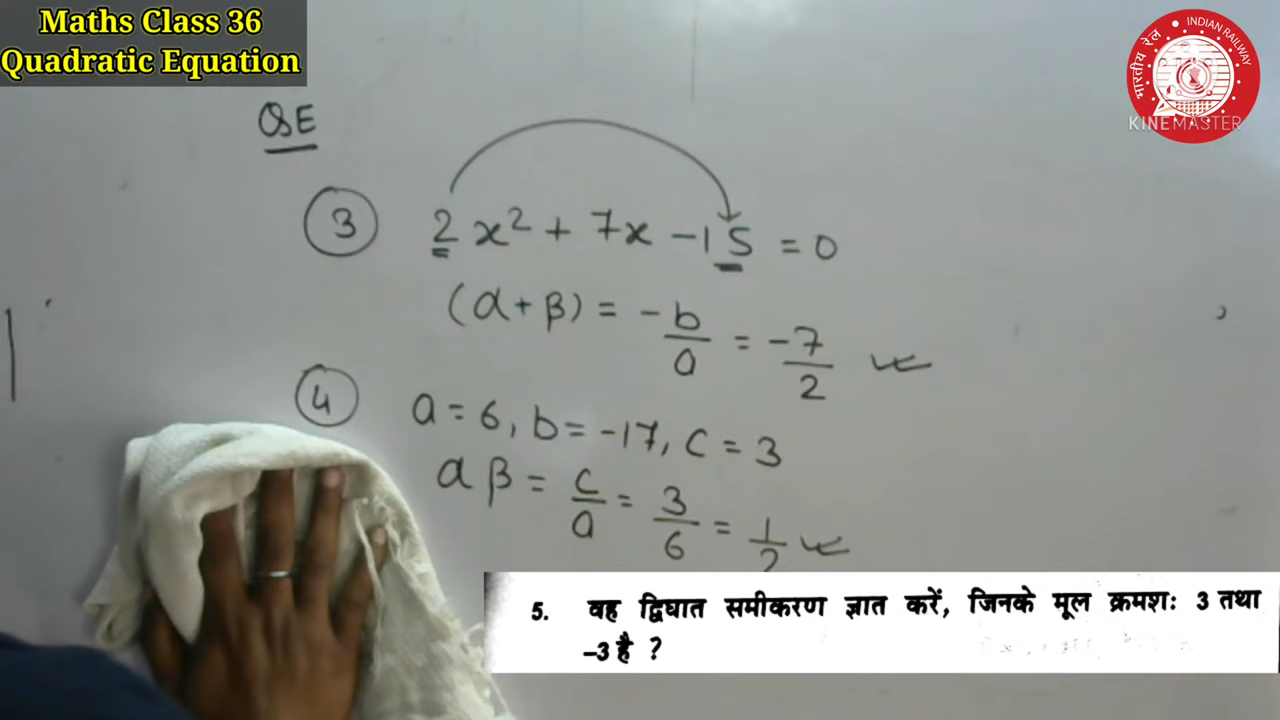 Maths Class 36
Quadratic Equation
भारतीय रेल INDIAN RAILWAY
KINEMASTER
QE
3 2x² + 7x - 15 = 0
(α + β) = -b/a = -7/2
4 a = 6, b = -17, c = 3
αβ = c/a = 3/6 = 1/2
5. वह द्विघात समीकरण ज्ञात करें, जिनके मूल क्रमशः 3 तथा
–3 है ?